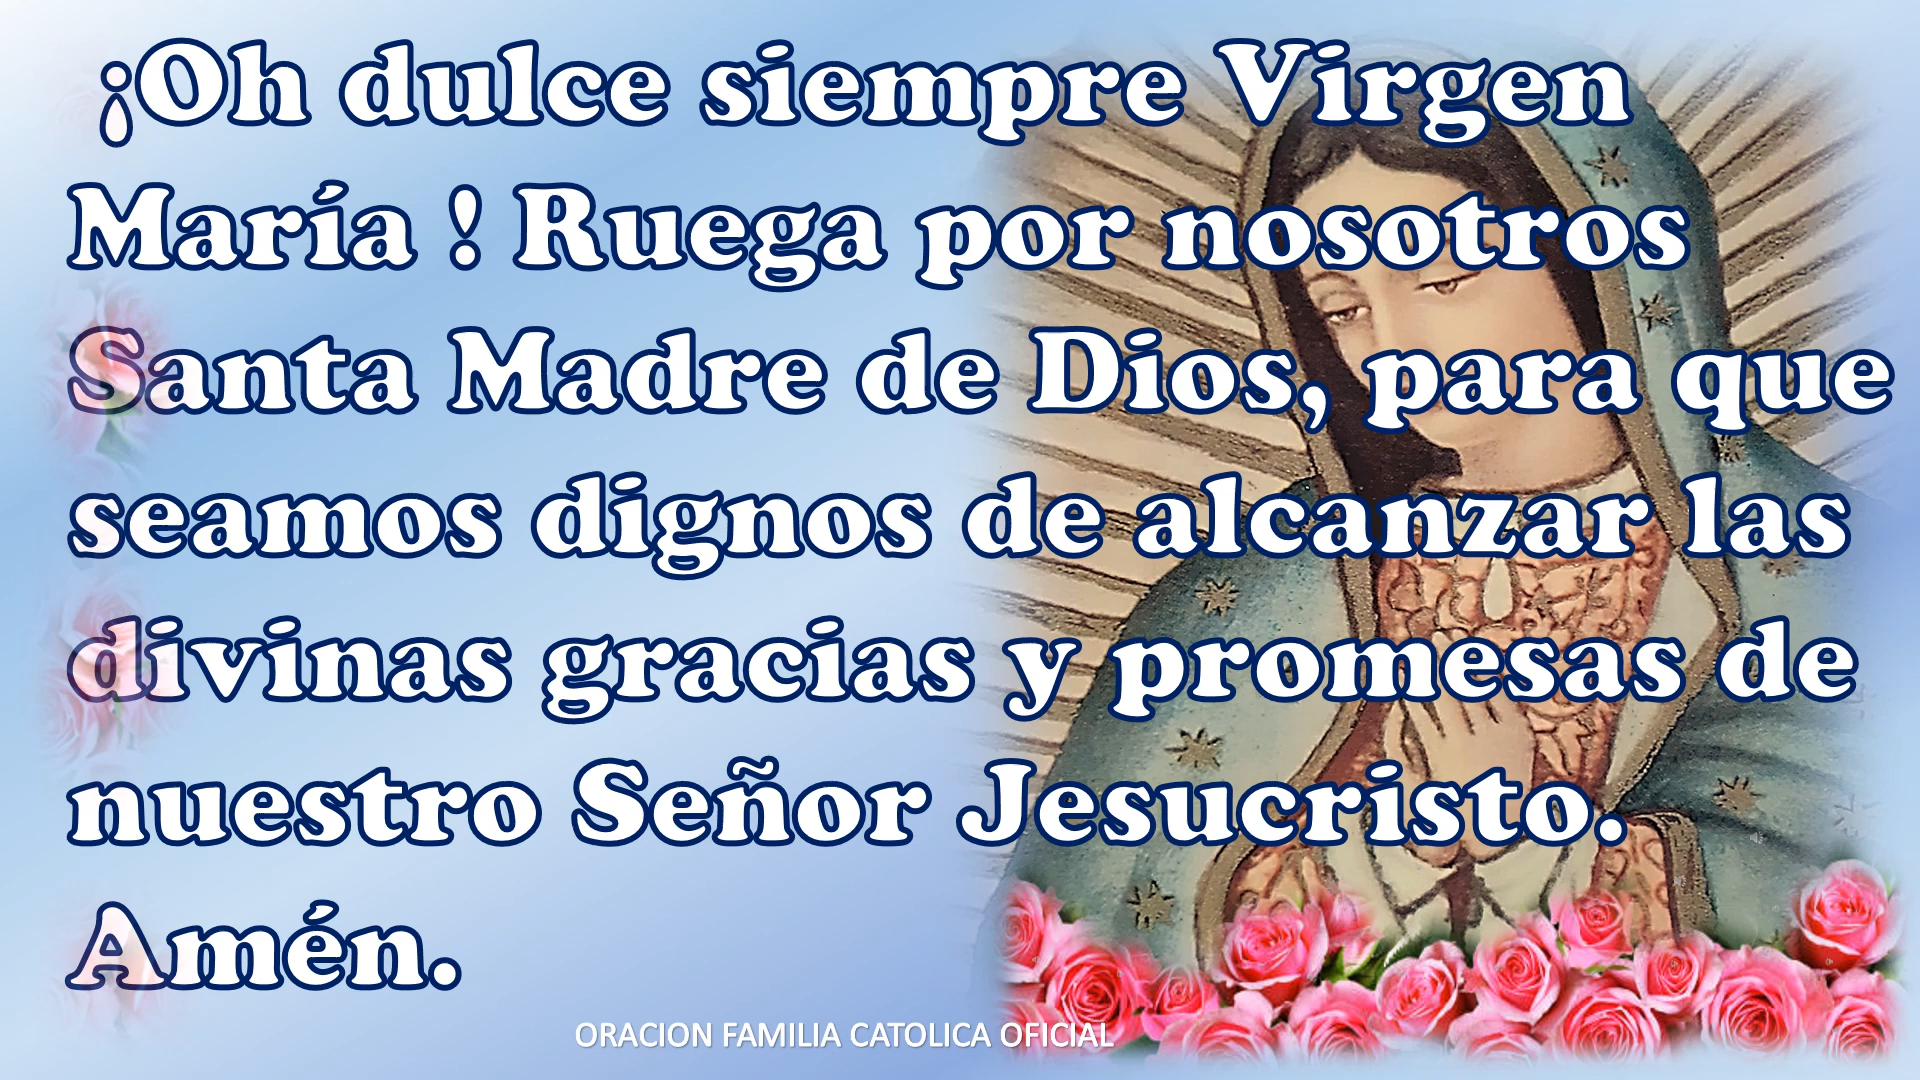 ¡Oh dulce siempre Virgen
María ! Ruega por nosotros
Santa Madre de Dios, para que
seamos dignos de alcanzar las
divinas gracias y promesas de
nuestro Señor Jesucristo.
Amén.
ORACION FAMILIA CATOLICA OFICIAL